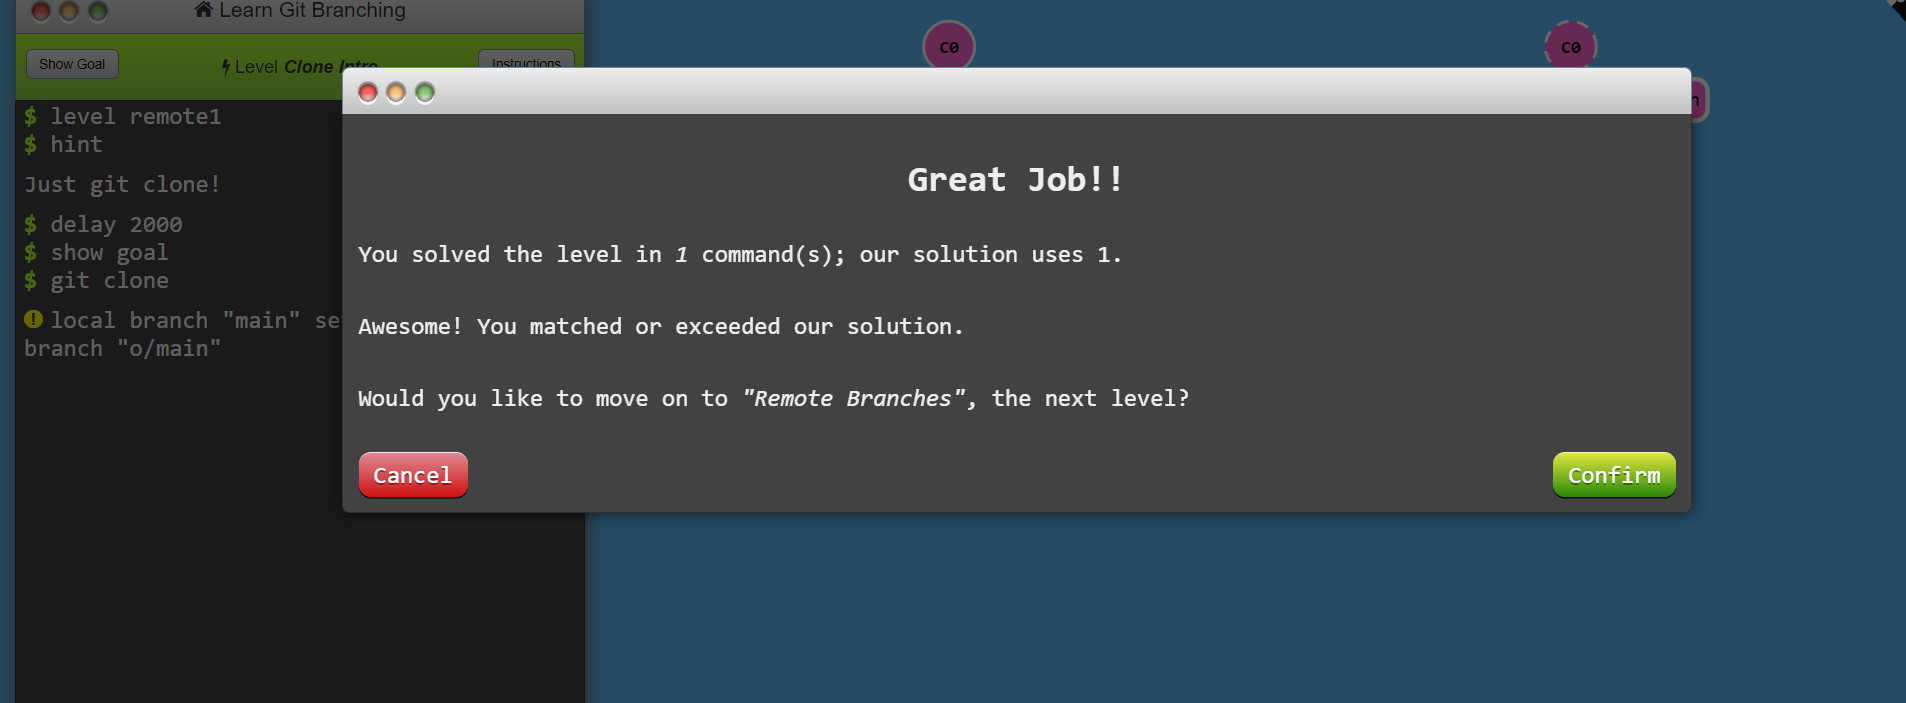 Learn Git Branching
C0
C0
Show Goal
Level Clone Intro
Instructions
$ level remote1
$ hint
Just git clone!
$ delay 2000
$ show goal
$ git clone
local branch "main" se
branch "o/main"
Great Job!!
You solved the level in 1 command(s); our solution uses 1.
Awesome! You matched or exceeded our solution.
Would you like to move on to "Remote Branches", the next level?
Cancel
Confirm